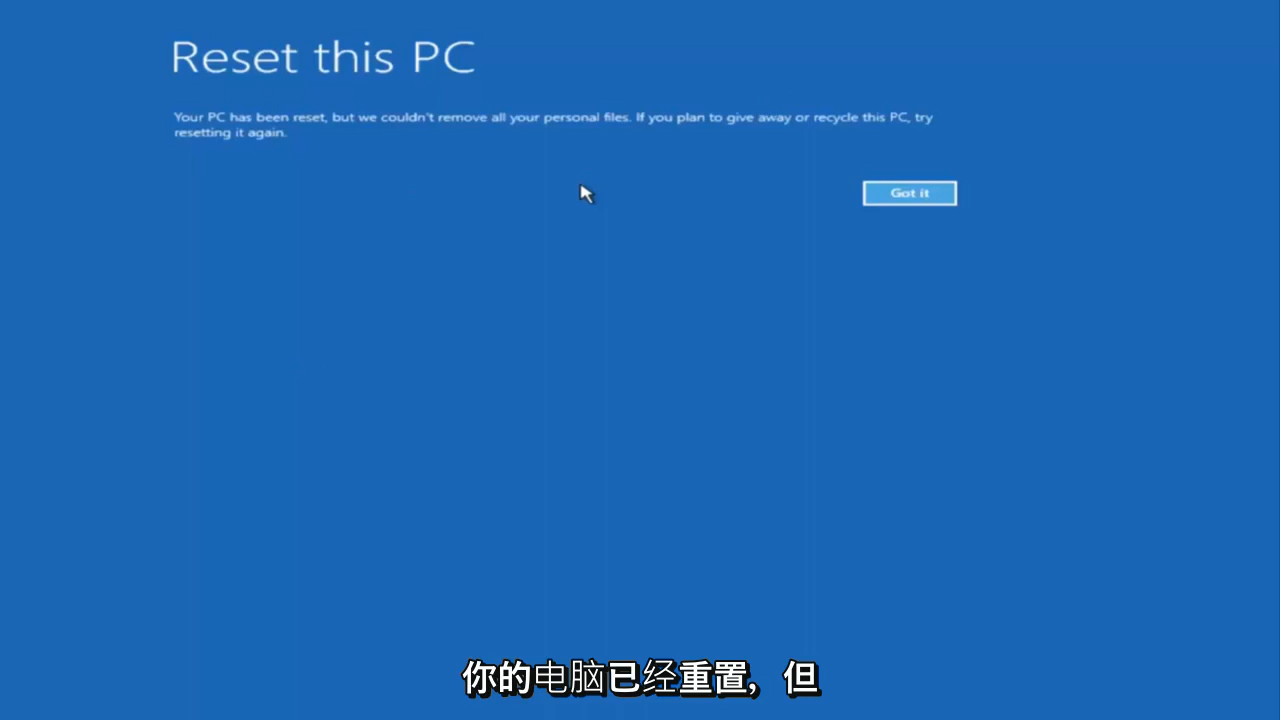 Reset this PC
Your PC has been reset, but we couldn't remove all your personal files. If you plan to give away or recycle this PC, try
resetting it again.
Got it
你的电脑已经重置，但